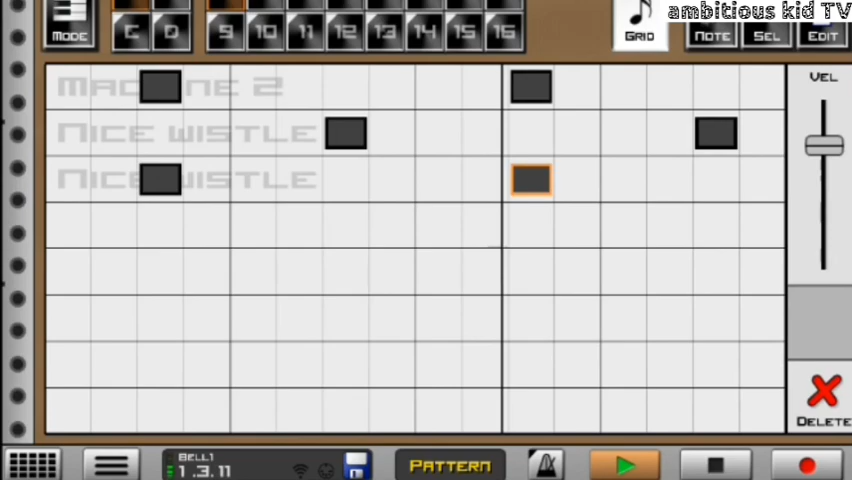 ambitious kid TV
MODE C D 9 10 11 12 13 14 15 16 GRID NOTE SEL EDIT
VEL
MACHINE 2
NICE WISTLE
NICE WISTLE
DELETE
BELL1
1.3.11
PATTERN